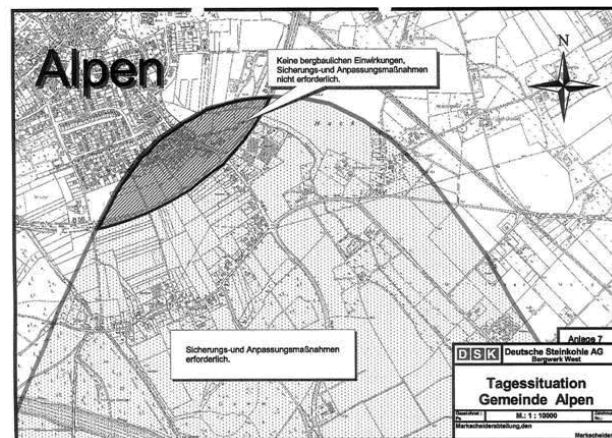 Alpen
Keine bergbaulichen Einwirkungen,
Sicherungs-und Anpassungsmaßnahmen
nicht erforderlich.
N
Sicherungs-und Anpassungsmaßnahmen
erforderlich.
Anlage 7
DSK Deutsche Steinkohle AG
Bergwerk West
Tagessituation
Gemeinde Alpen
M.: 1 : 10000
Markscheiderabteilung,den
Markscheider